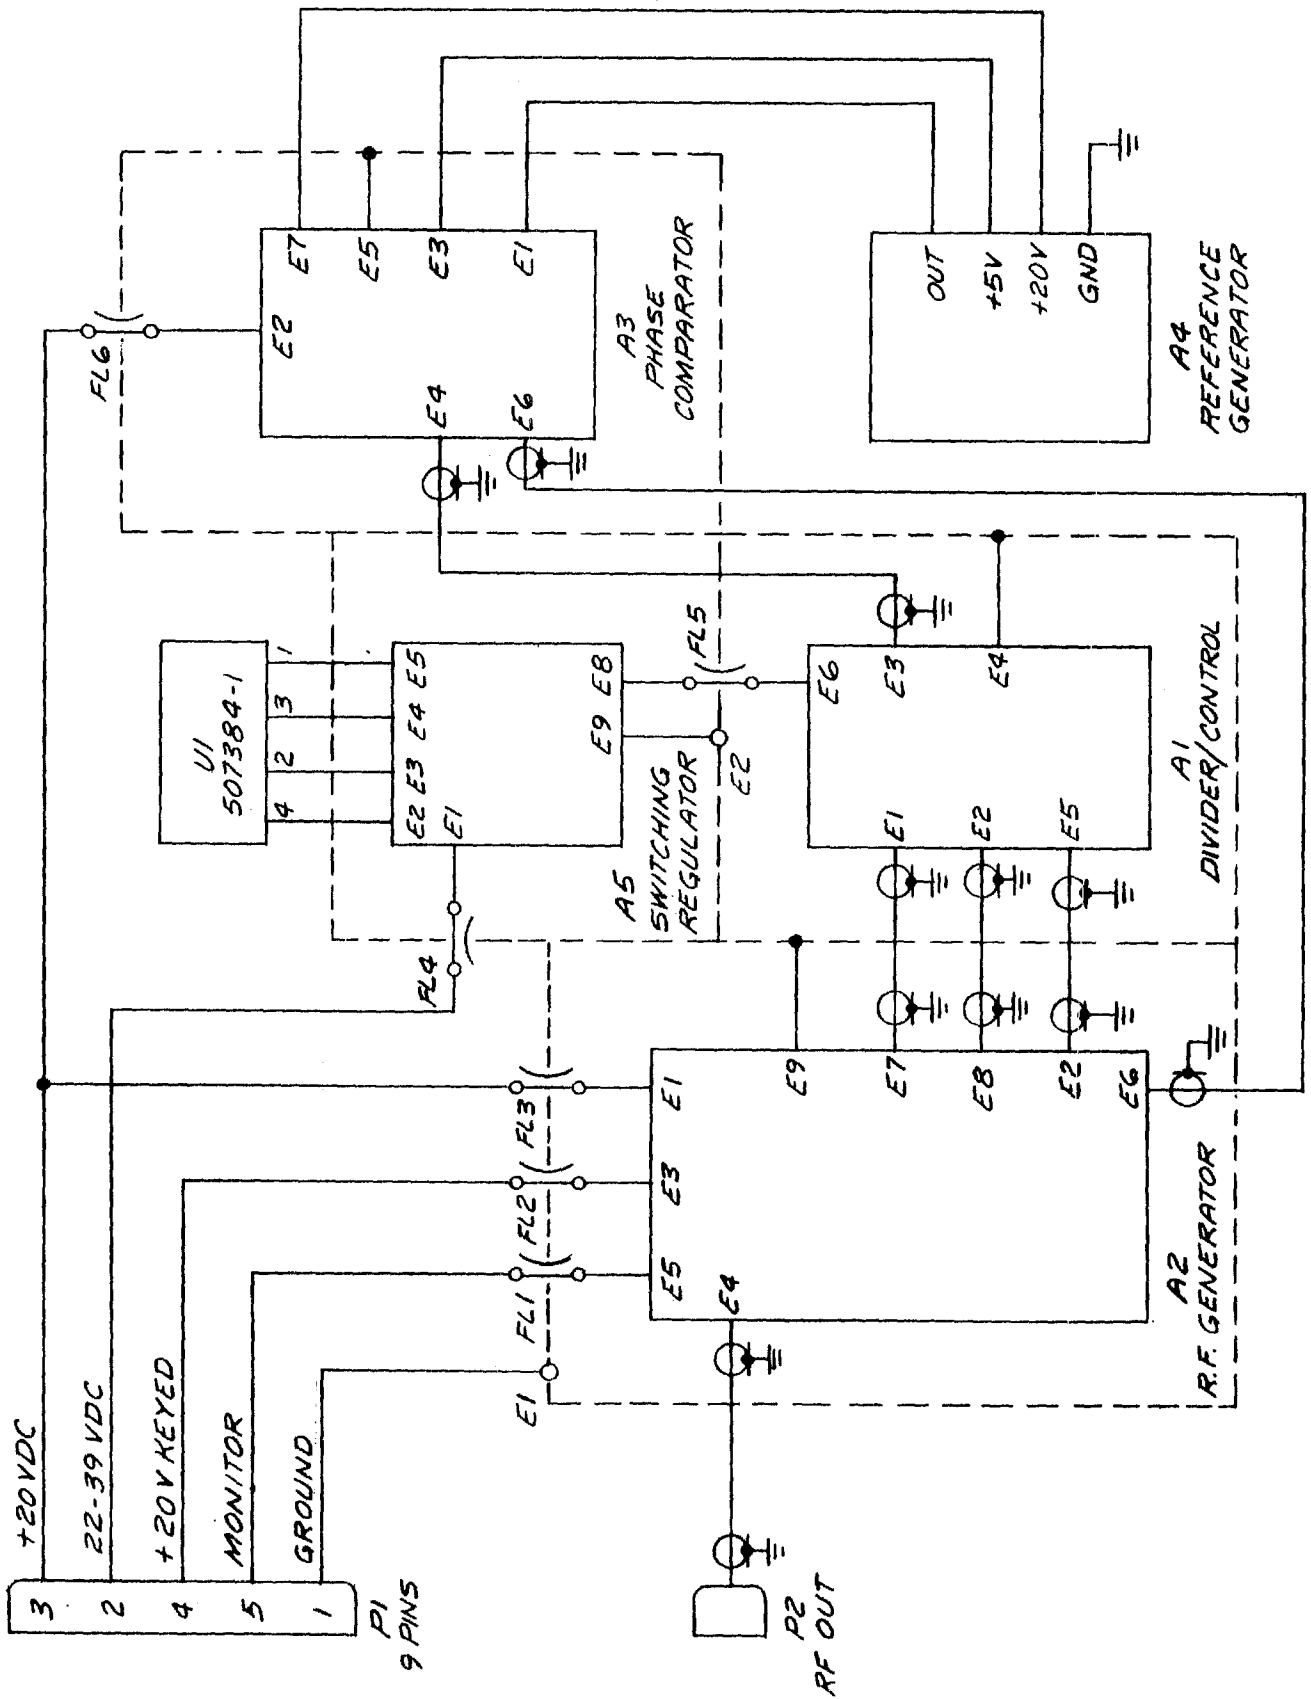 P1
9 PINS
3
2
4
5
1
+20VDC
22-39 VDC
+20V KEYED
MONITOR
GROUND
P2
RF OUT
E1
FL1
FL2
FL3
FL4
E5
E3
E1
E4
E9
E7
E8
E2
E6
A2
R.F. GENERATOR
U1
507384-1
4
2
3
1
E2
E3
E4
E5
E1
E9
E8
A5
SWITCHING
REGULATOR
E2
FL5
E6
E1
E2
E5
E3
E4
A1
DIVIDER/CONTROL
FL6
E2
E4
E6
E7
E5
E3
E1
A3
PHASE
COMPARATOR
OUT
+5V
+20V
GND
A4
REFERENCE
GENERATOR